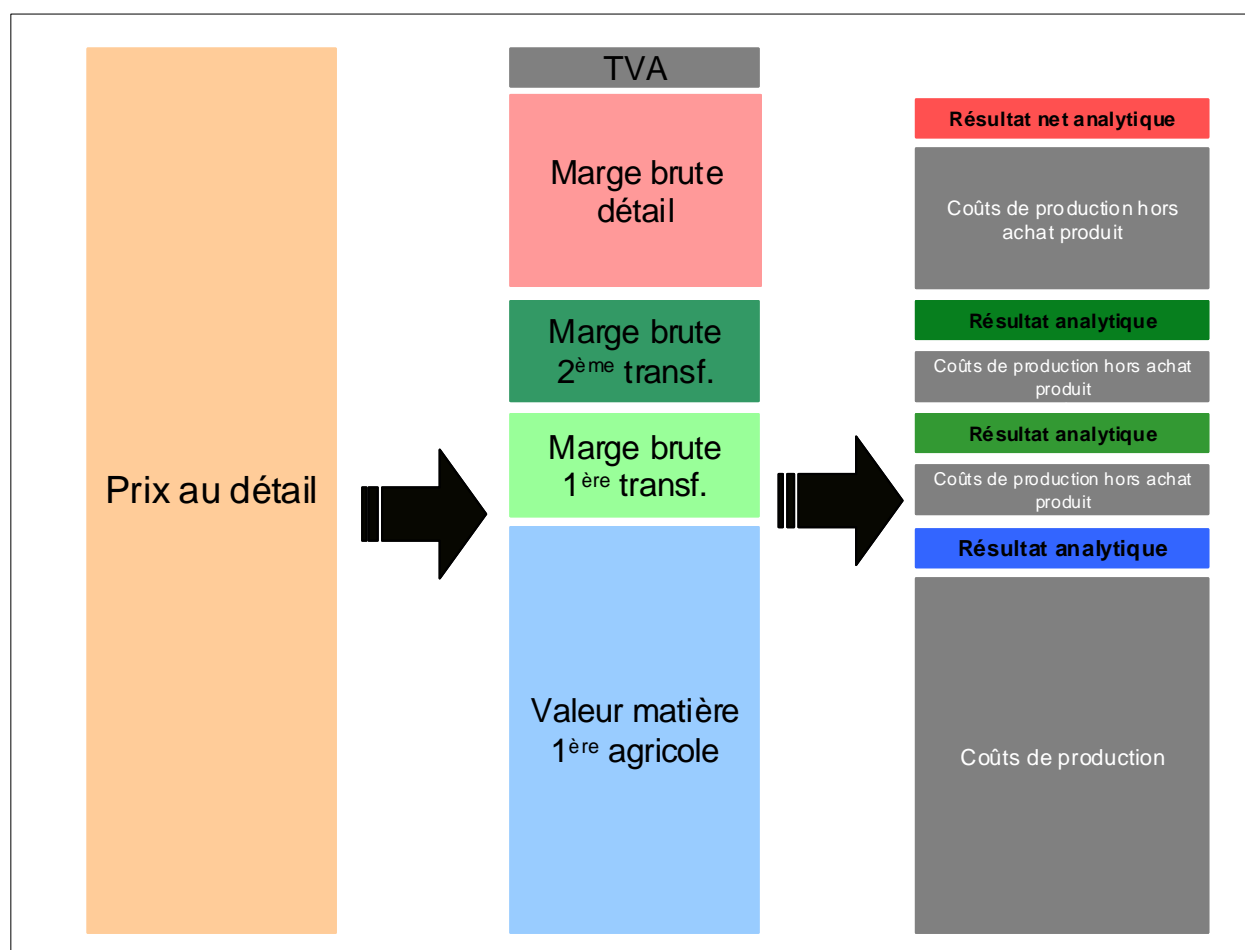 Prix au détail
TVA
Marge brute
détail
Marge brute
2ème transf.
Marge brute
1ère transf.
Valeur matière
1ère agricole
Résultat net analytique
Coûts de production hors
achat produit
Résultat analytique
Coûts de production hors achat
produit
Résultat analytique
Coûts de production hors achat
produit
Résultat analytique
Coûts de production